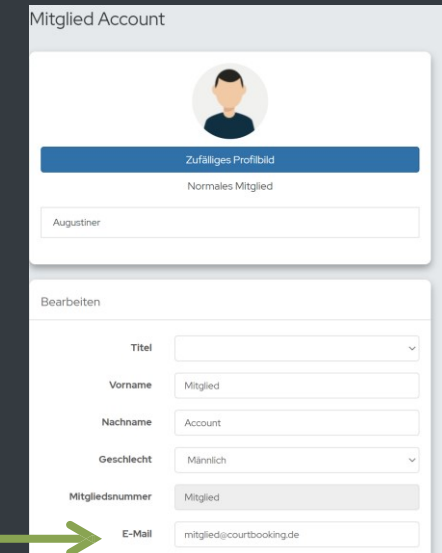 Mitglied Account
Zufälliges Profilbild
Normales Mitglied
Augustiner
Bearbeiten
Titel
Vorname Mitglied
Nachname Account
Geschlecht Männlich
Mitgliedsnummer Mitglied
E-Mail mitglied@courtbooking.de